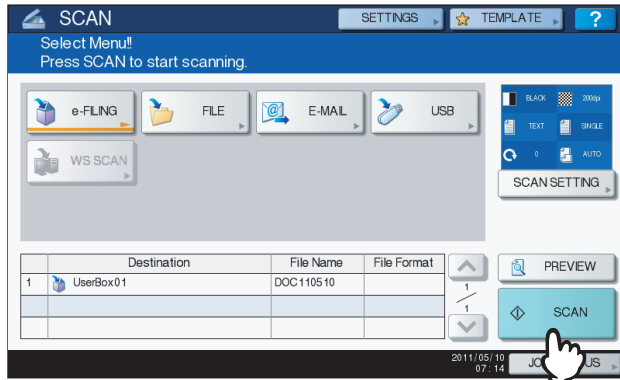 SCAN
SETTINGS
TEMPLATE
?
Select Menu!!
Press SCAN to start scanning.
e-FILING
FILE
E-MAIL
USB
WS SCAN
BLACK
200dpi
TEXT
SINGLE
0
AUTO
SCAN SETTING
Destination File Name File Format
1 UserBox01 DOC110510
1
1
PREVIEW
SCAN
2011/05/10
07:14